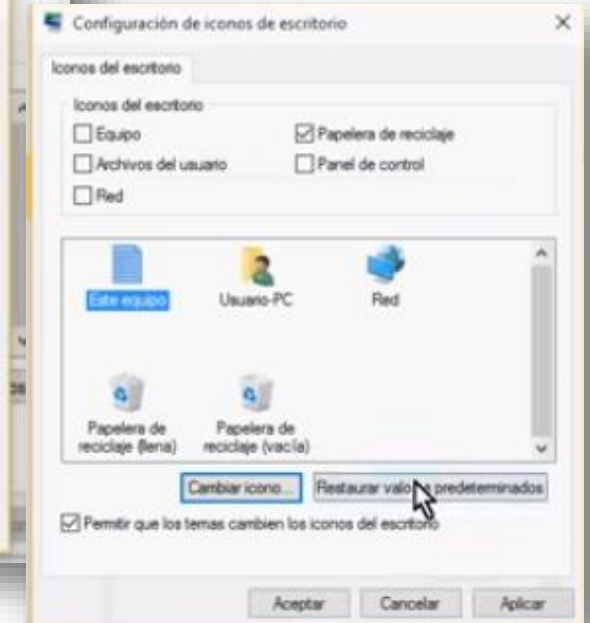 Configuración de iconos de escritorio
Iconos del escritorio
Iconos del escritorio
Equipo
Papelera de reciclaje
Archivos del usuario
Panel de control
Red
Este equipo
Usuario-PC
Red
Papelera de
reciclaje (llena)
Papelera de
reciclaje (vacía)
Cambiar icono...
Restaurar valores predeterminados
Permitir que los temas cambien los iconos del escritorio
Aceptar
Cancelar
Aplicar